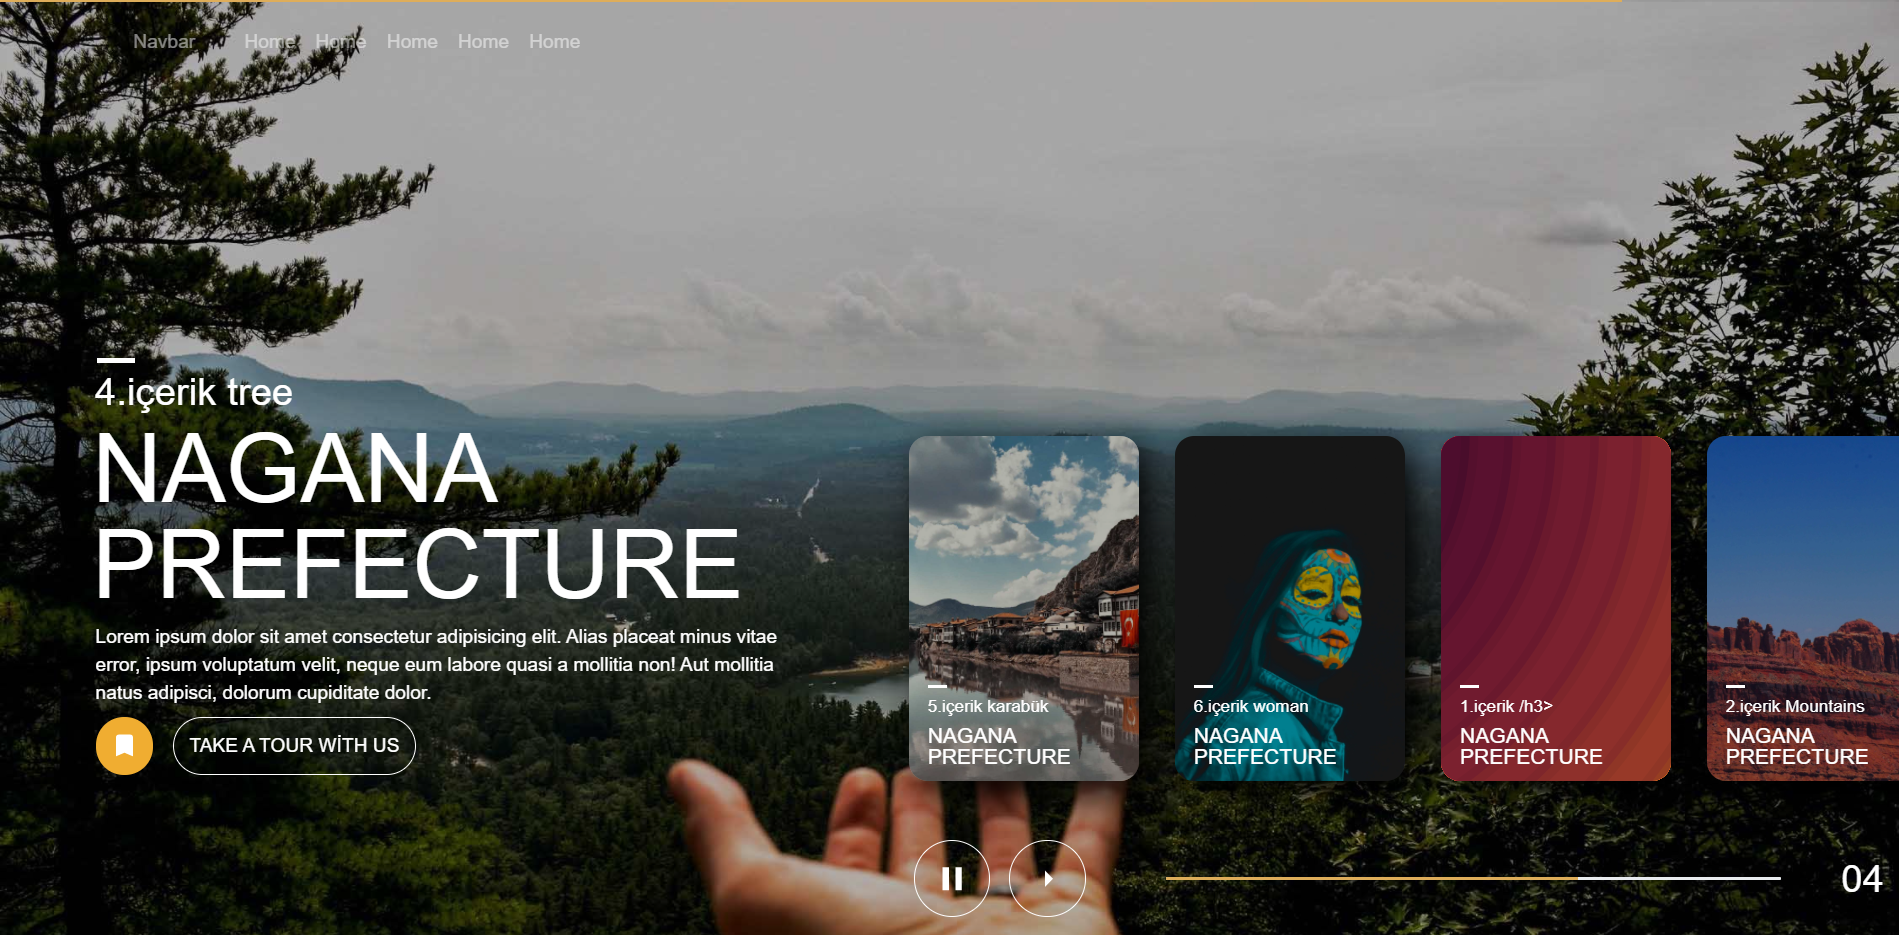 Navbar Home Home Home Home Home
4.içerik tree
NAGANA
PREFECTURE
Lorem ipsum dolor sit amet consectetur adipisicing elit. Alias placeat minus vitae
error, ipsum voluptatum velit, neque eum labore quasi a mollitia non! Aut mollitia
natus adipisci, dolorum cupiditate dolor.
TAKE A TOUR WİTH US
5.içerik karabük
NAGANA
PREFECTURE
6.içerik woman
NAGANA
PREFECTURE
1.içerik /h3>
NAGANA
PREFECTURE
2.içerik Mountains
NAGANA
PREFECTURE
04